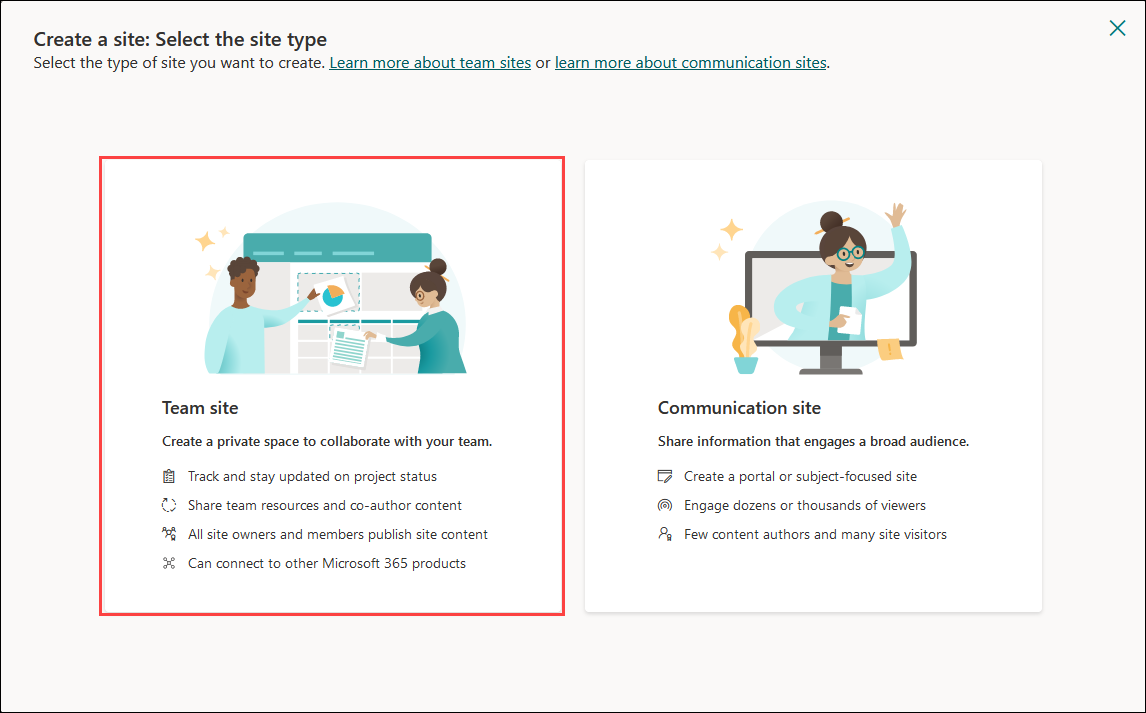 Create a site: Select the site type
Select the type of site you want to create. Learn more about team sites or learn more about communication sites.
Team site
Create a private space to collaborate with your team.
Track and stay updated on project status
Share team resources and co-author content
All site owners and members publish site content
Can connect to other Microsoft 365 products
Communication site
Share information that engages a broad audience.
Create a portal or subject-focused site
Engage dozens or thousands of viewers
Few content authors and many site visitors